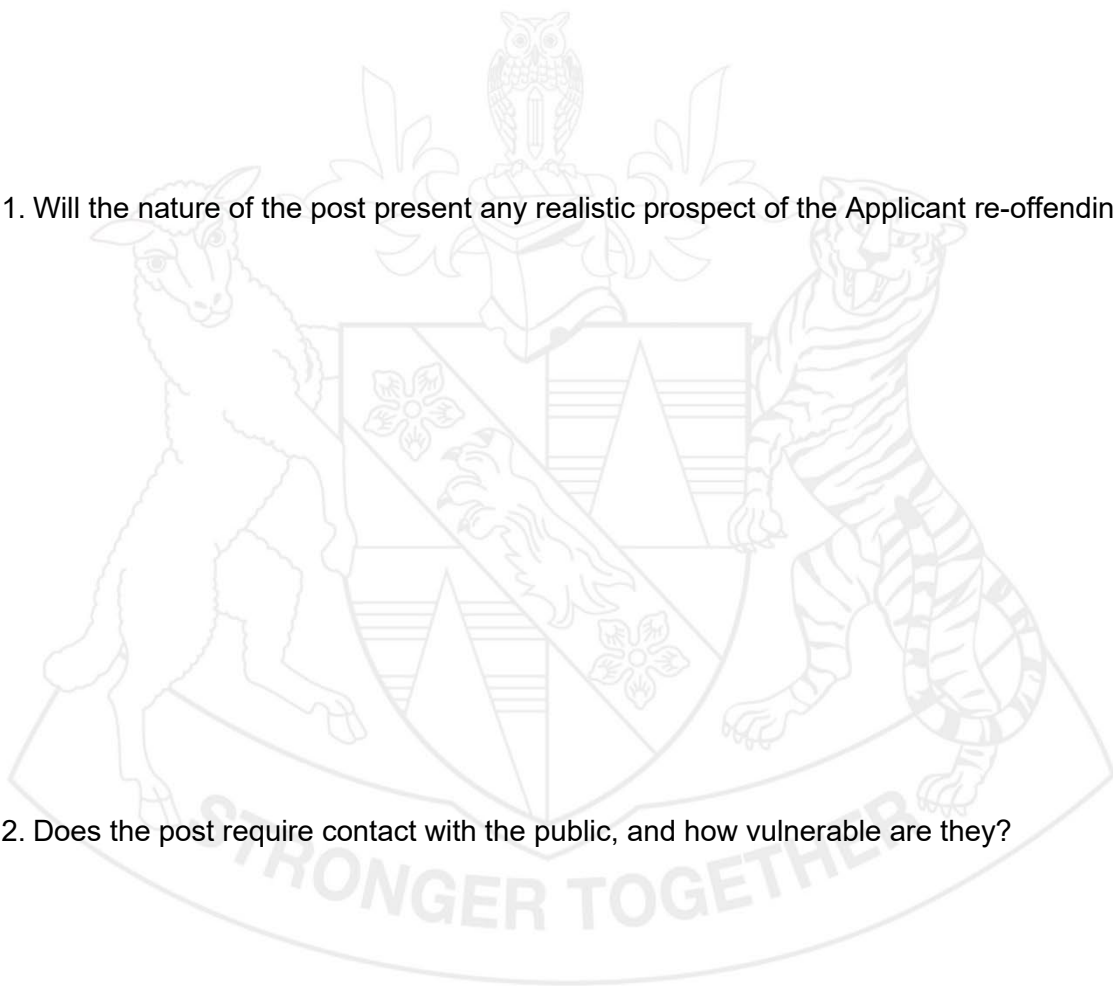 1. Will the nature of the post present any realistic prospect of the Applicant re-offendin
2. Does the post require contact with the public, and how vulnerable are they?
STRONGER TOGETHER